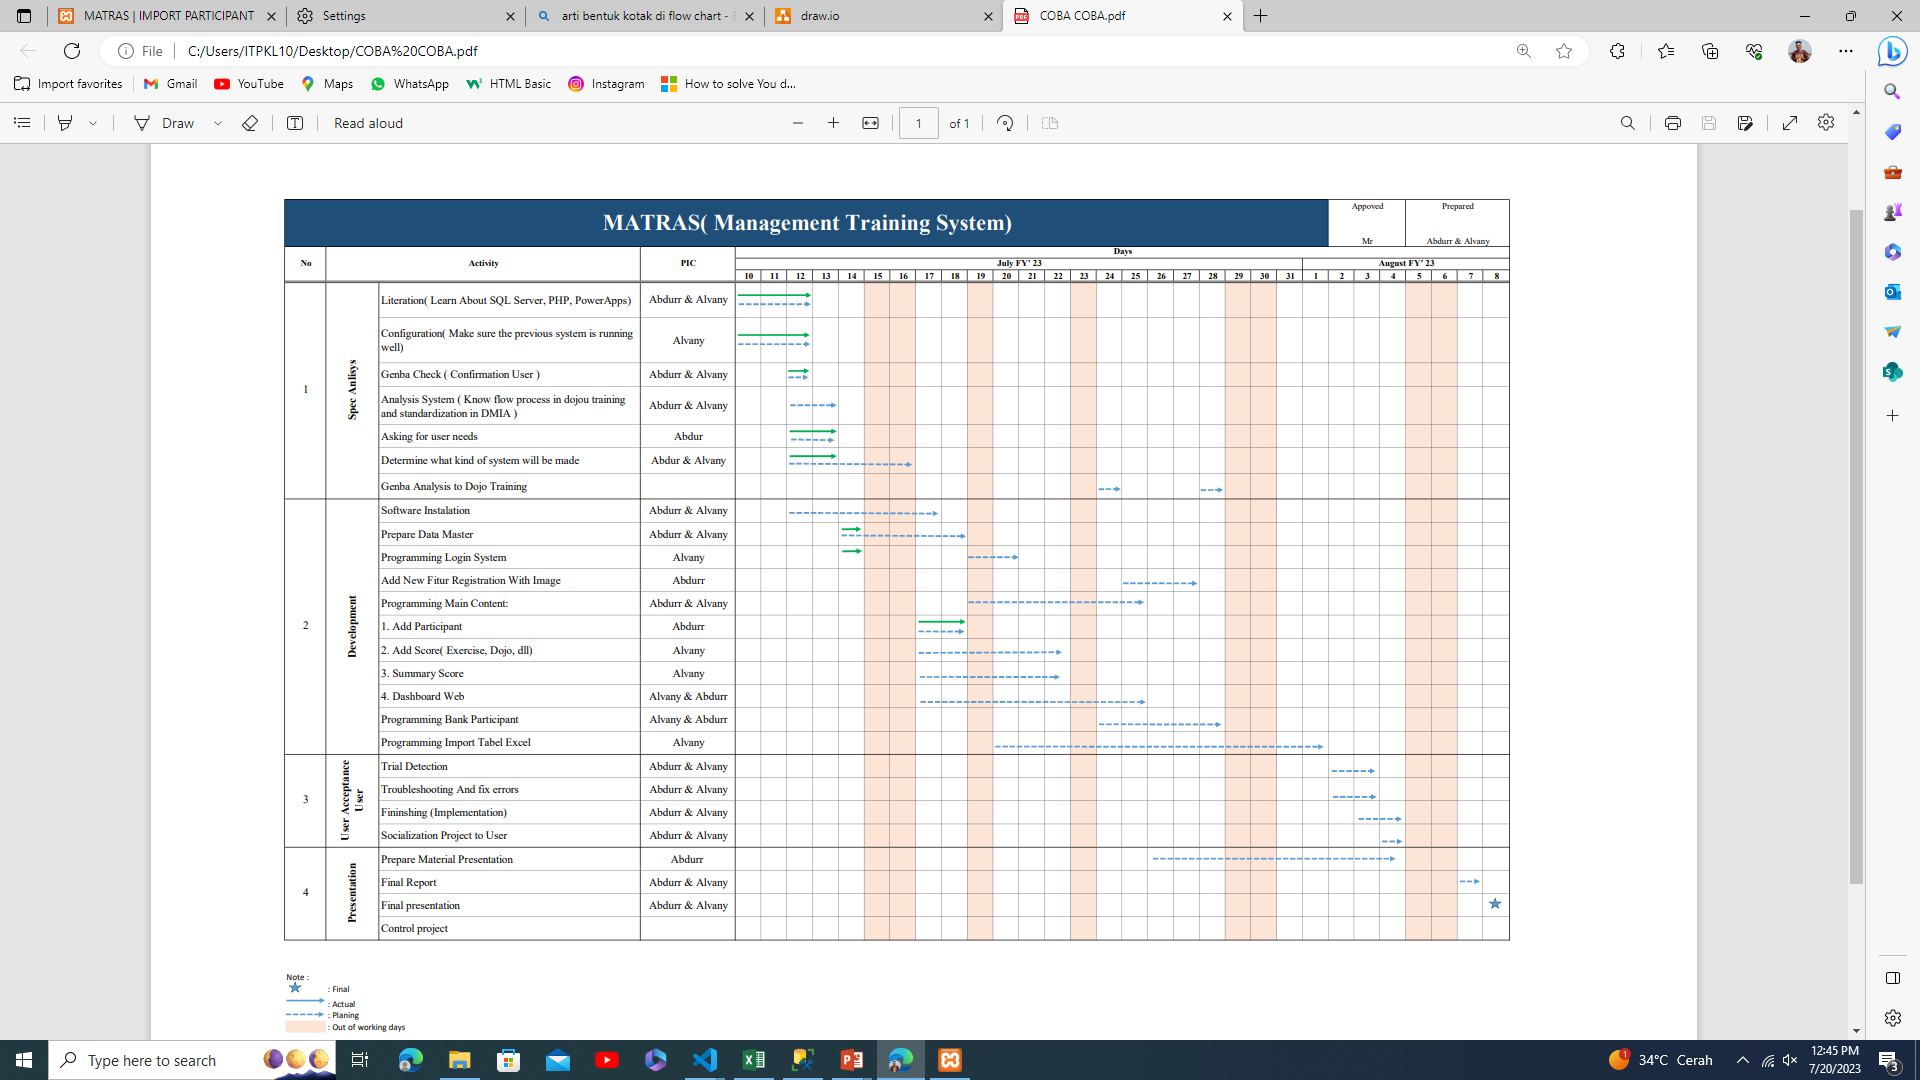 MATRAS | IMPORT PARTICIPANT
Settings
arti bentuk kotak di flow chart -
draw.io
COBA COBA.pdf
File
C:/Users/ITPKL10/Desktop/COBA%20COBA.pdf
Import favorites
Gmail
YouTube
Maps
WhatsApp
HTML Basic
Instagram
How to solve You d...
Draw
Read aloud
1
of 1
MATRAS( Management Training System)
Appoved
Prepared
Mr
Abdurr & Alvany
No
Activity
PIC
Days
July FY' 23
August FY' 23
10 11 12 13 14 15 16 17 18 19 20 21 22 23 24 25 26 27 28 29 30 31 1 2 3 4 5 6 7 8
1
Spec Anlisys
Literation( Learn About SQL Server, PHP, PowerApps)
Abdurr & Alvany
Configuration( Make sure the previous system is running
well)
Alvany
Genba Check ( Confirmation User )
Abdurr & Alvany
Analysis System ( Know flow process in dojou training
and standardization in DMIA )
Abdurr & Alvany
Asking for user needs
Abdur
Determine what kind of system will be made
Abdur & Alvany
Genba Analysis to Dojo Training
2
Development
Software Instalation
Abdurr & Alvany
Prepare Data Master
Abdurr & Alvany
Programming Login System
Alvany
Add New Fitur Registration With Image
Abdurr
Programming Main Content:
Abdurr & Alvany
1. Add Participant
Abdurr
2. Add Score( Exercise, Dojo, dll)
Alvany
3. Summary Score
Alvany
4. Dashboard Web
Alvany & Abdurr
Programming Bank Participant
Alvany & Abdurr
Programming Import Tabel Excel
Alvany
3
User Acceptance
User
Trial Detection
Abdurr & Alvany
Troubleshooting And fix errors
Abdurr & Alvany
Fininshing (Implementation)
Abdurr & Alvany
Socialization Project to User
Abdurr & Alvany
4
Presentation
Prepare Material Presentation
Abdurr
Final Report
Abdurr & Alvany
Final presentation
Abdurr & Alvany
Control project
Note :
: Final
: Actual
: Planing
: Out of working days
Type here to search
1
34°C Cerah
12:45 PM
7/20/2023
3